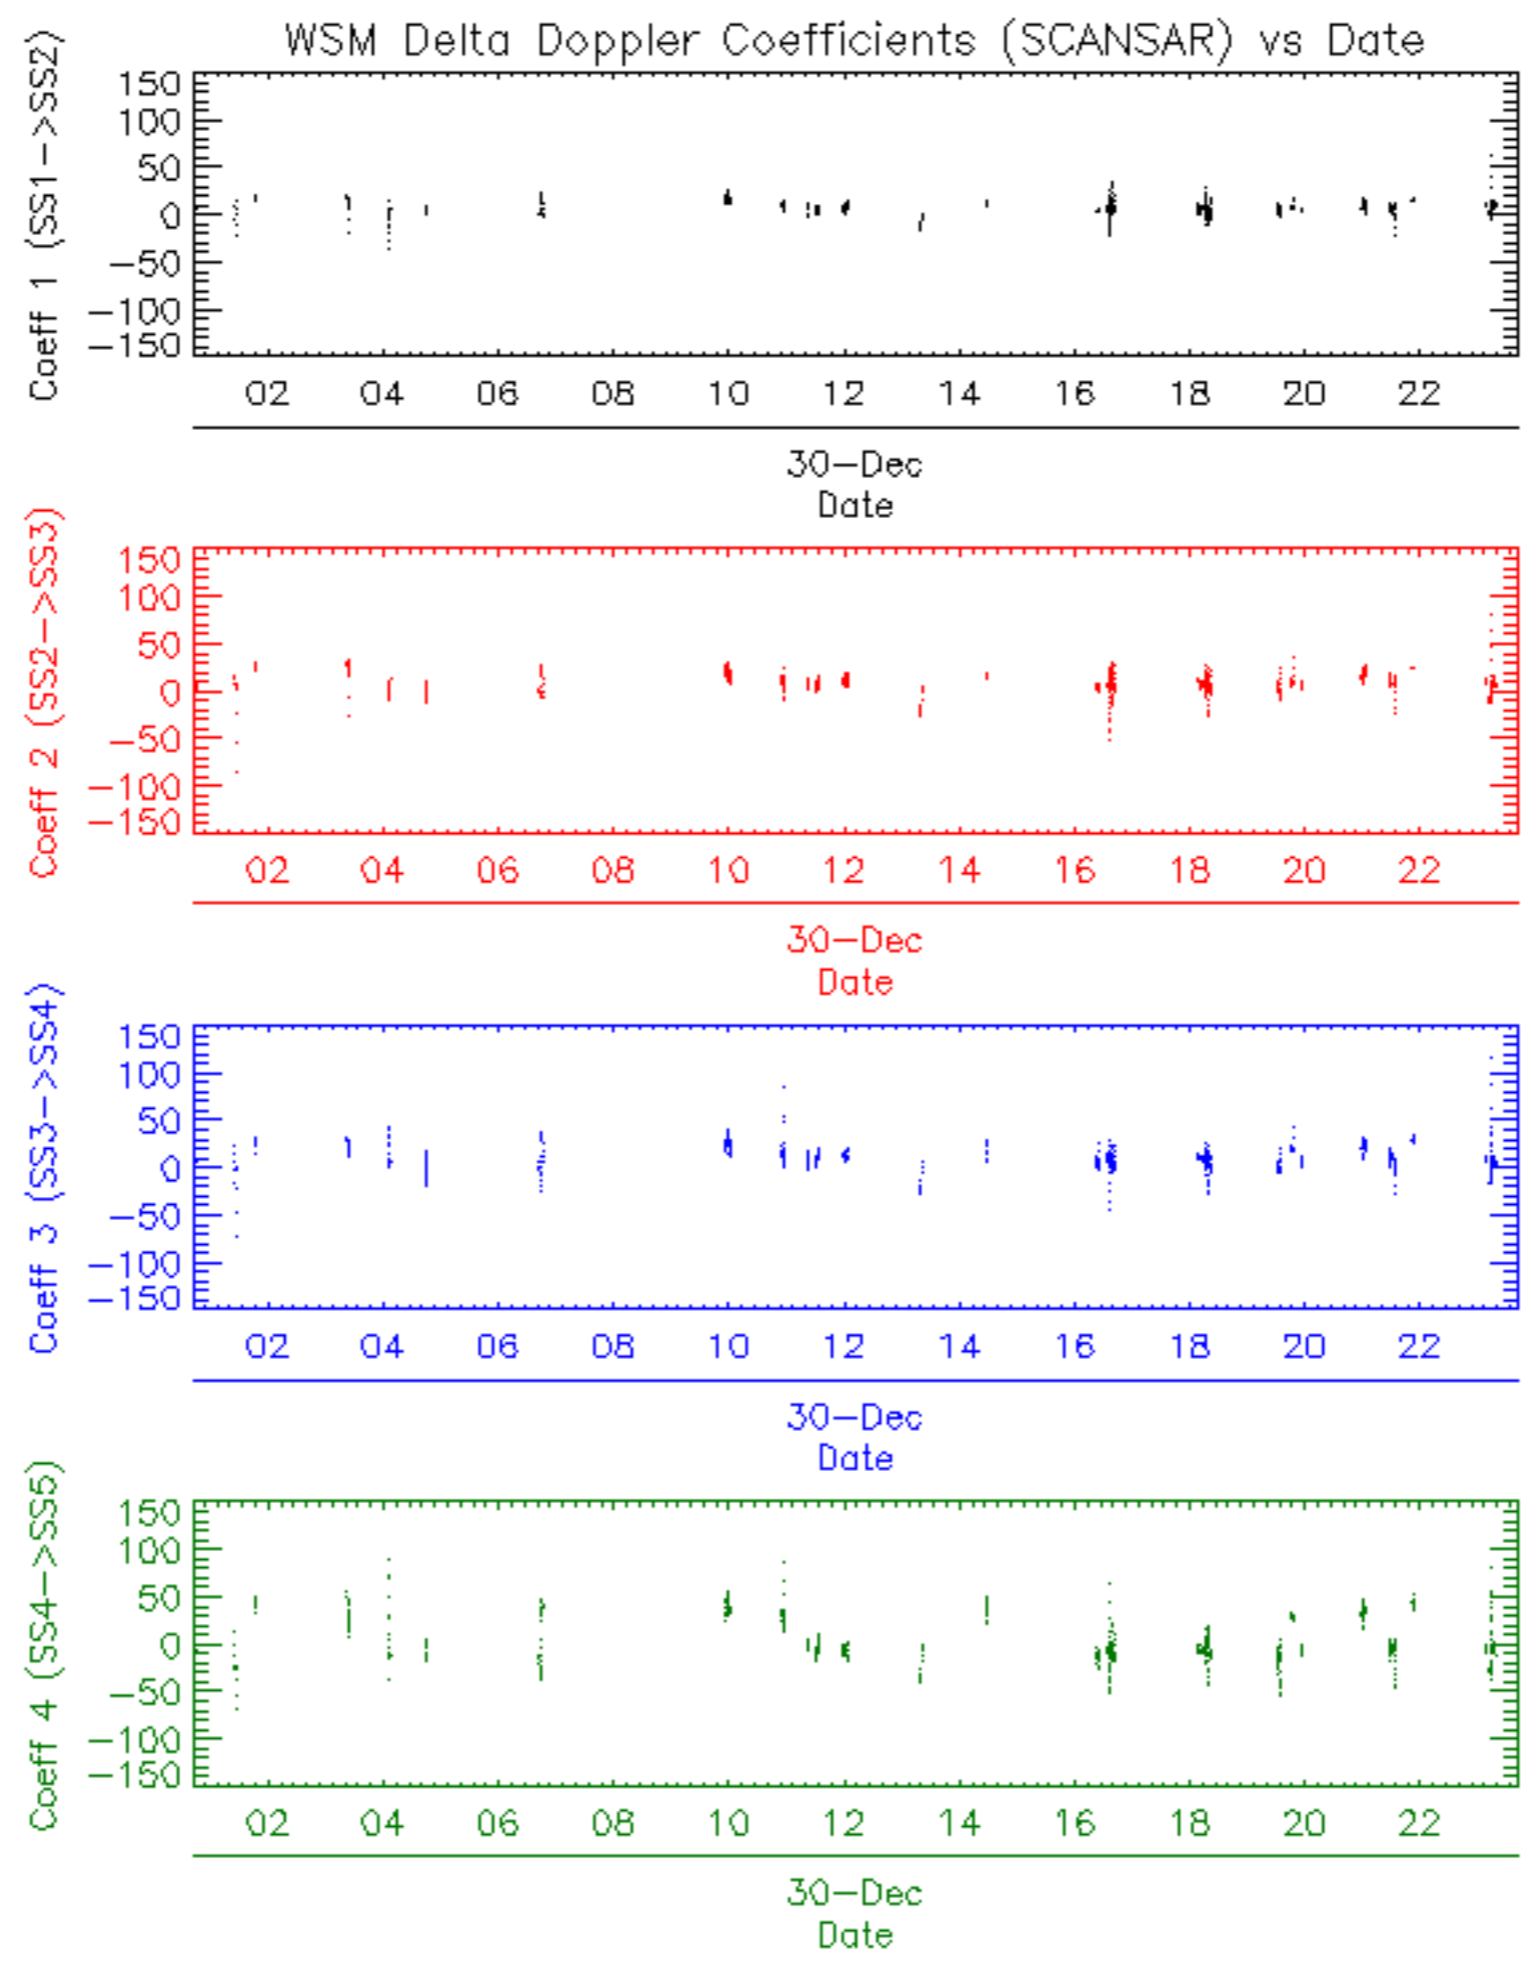 WSM Delta Doppler Coefficients (SCANSAR) vs Date
Coeff 1 (SS1->SS2)
150
100
50
0
-50
-100
-150
02 04 06 08 10 12 14 16 18 20 22
30-Dec
Date
Coeff 2 (SS2->SS3)
150
100
50
0
-50
-100
-150
02 04 06 08 10 12 14 16 18 20 22
30-Dec
Date
Coeff 3 (SS3->SS4)
150
100
50
0
-50
-100
-150
02 04 06 08 10 12 14 16 18 20 22
30-Dec
Date
Coeff 4 (SS4->SS5)
150
100
50
0
-50
-100
-150
02 04 06 08 10 12 14 16 18 20 22
30-Dec
Date